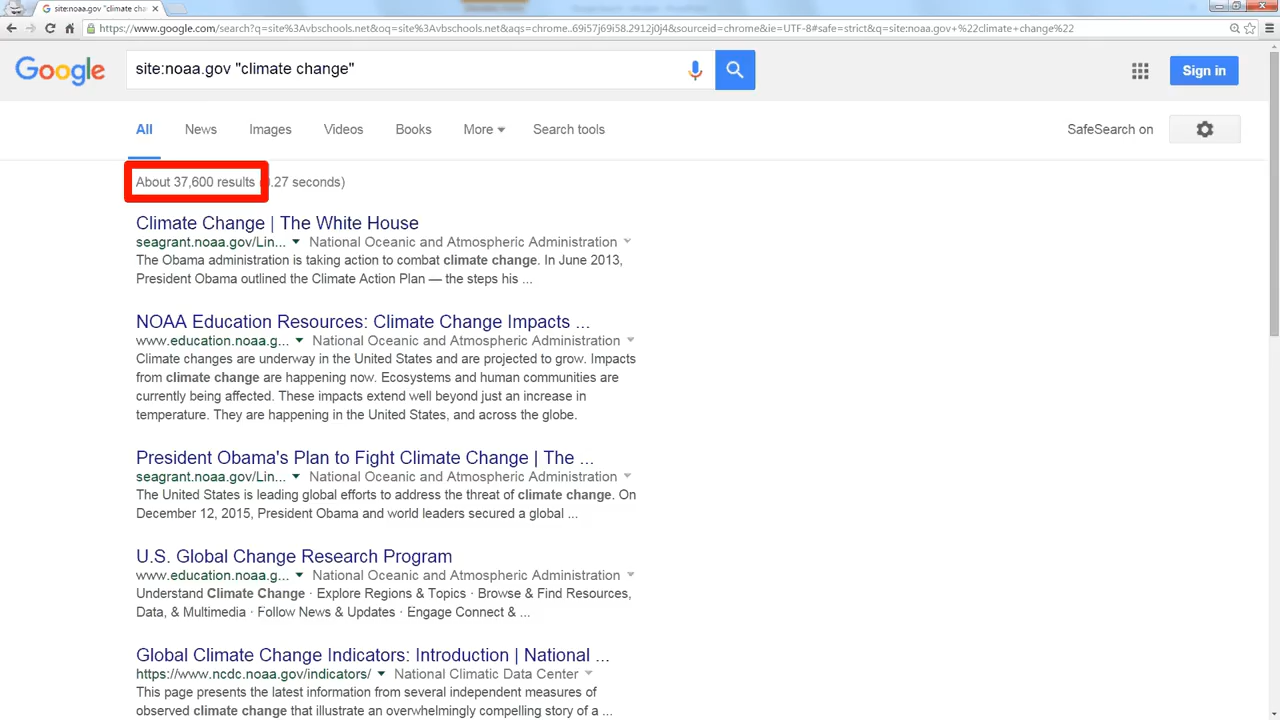 site:noaa.gov "climate cha
https://www.google.com/search?q=site%3Avbschools.net&oq=site%3Avbschools.net&aqs=chrome..69i57j69i58.2912j0j4&sourceid=chrome&ie=UTF-8#safe=strict&q=site:noaa.gov+%22climate+change%22
Google
site:noaa.gov "climate change"
Sign in
All News Images Videos Books More Search tools SafeSearch on
About 37,600 results .27 seconds)
Climate Change | The White House
seagrant.noaa.gov/Lin... National Oceanic and Atmospheric Administration
The Obama administration is taking action to combat climate change. In June 2013,
President Obama outlined the Climate Action Plan — the steps his ...
NOAA Education Resources: Climate Change Impacts ...
www.education.noaa.g... National Oceanic and Atmospheric Administration
Climate changes are underway in the United States and are projected to grow. Impacts
from climate change are happening now. Ecosystems and human communities are
currently being affected. These impacts extend well beyond just an increase in
temperature. They are happening in the United States, and across the globe.
President Obama's Plan to Fight Climate Change | The ...
seagrant.noaa.gov/Lin... National Oceanic and Atmospheric Administration
The United States is leading global efforts to address the threat of climate change. On
December 12, 2015, President Obama and world leaders secured a global ...
U.S. Global Change Research Program
www.education.noaa.g... National Oceanic and Atmospheric Administration
Understand Climate Change · Explore Regions & Topics · Browse & Find Resources,
Data, & Multimedia · Follow News & Updates · Engage Connect & ...
Global Climate Change Indicators: Introduction | National ...
https://www.ncdc.noaa.gov/indicators/ National Climatic Data Center
This page presents the latest information from several independent measures of
observed climate change that illustrate an overwhelmingly compelling story of a ...